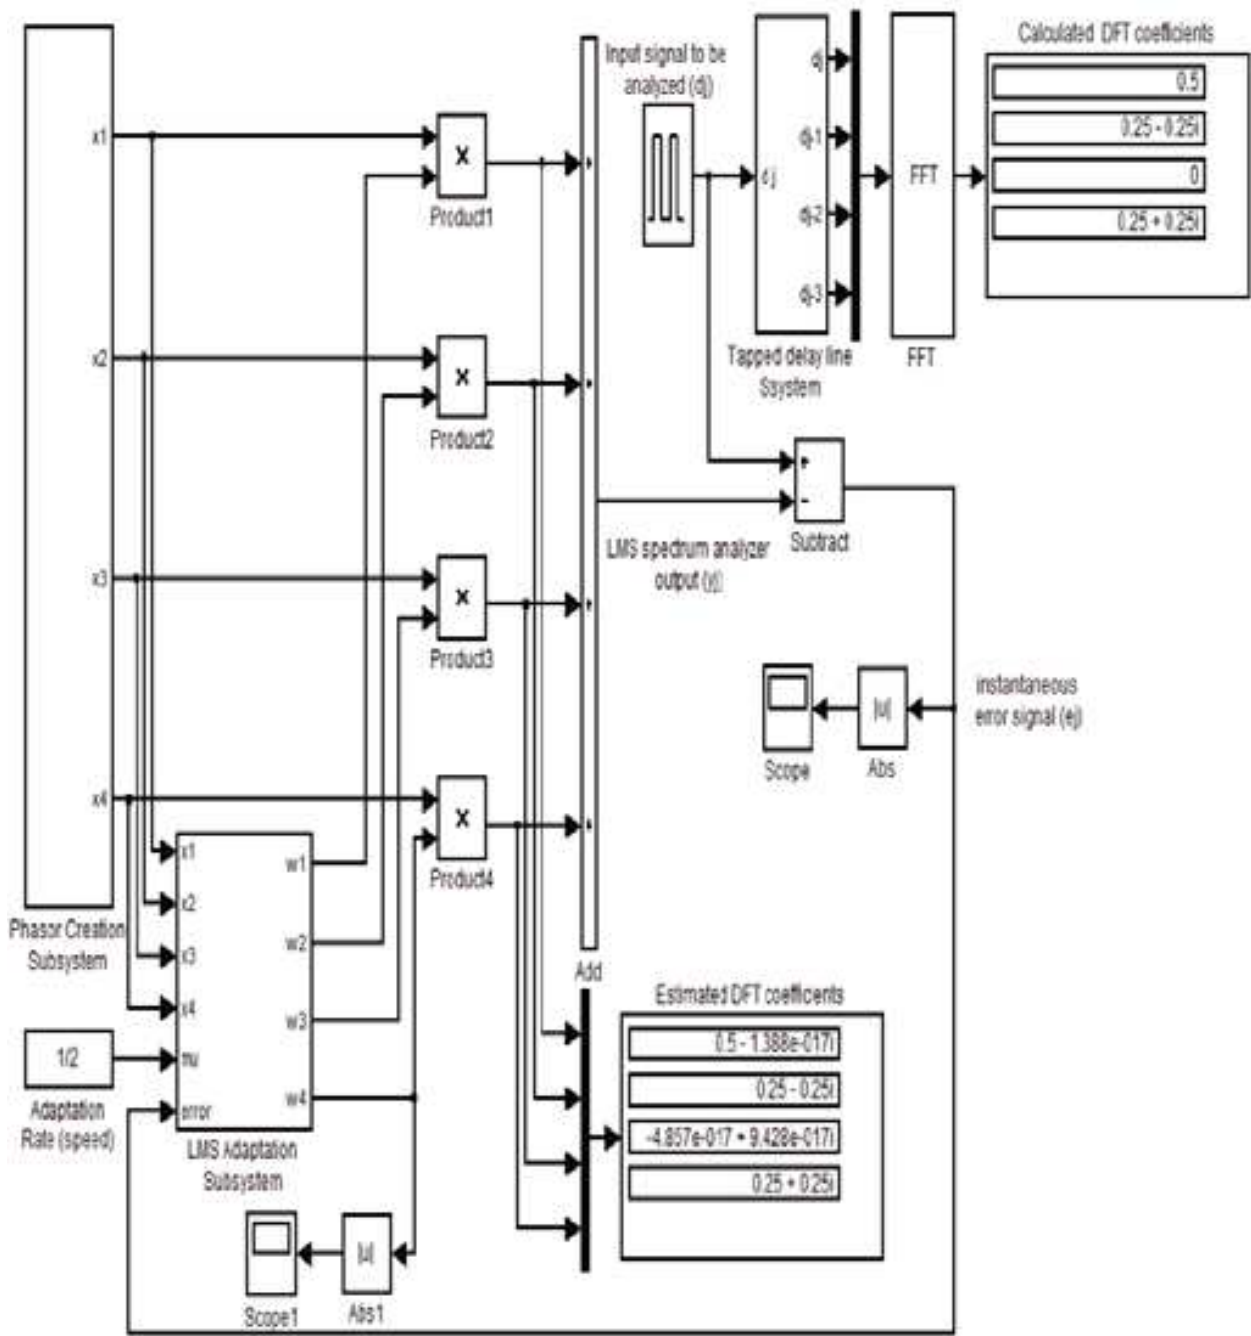 Calculated DFT coefficients
0.5
0.25 - 0.25i
0
0.25 + 0.25i
Input signal to be
analyzed (dj)
dj
dj
dj-1
dj-2
dj-3
Tapped delay line
Ssystem
FFT
FFT
x1
x2
x3
x4
Phasor Creation
Subsystem
X
Product1
X
Product2
X
Product3
X
Product4
+
+
+
+
Add
+
-
Subtract
LMS spectrum analyzer
output (yj)
instantaneous
error signal (ej)
Scope
|u|
Abs
x1
x2
x3
x4
mu
error
w1
w2
w3
w4
LMS Adaptation
Subsystem
1/2
Adaptation
Rate (speed)
Scope1
|u|
Abs1
Estimated DFT coefficients
0.5 - 1.388e-017i
0.25 - 0.25i
-4.857e-017 + 9.428e-017i
0.25 + 0.25i